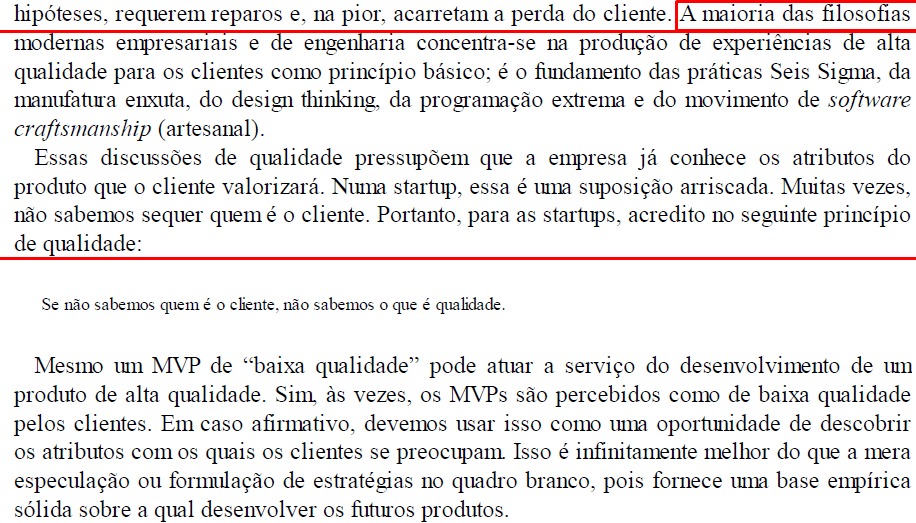 hipóteses, requerem reparos e, na pior, acarretam a perda do cliente. A maioria das filosofias
modernas empresariais e de engenharia concentra-se na produção de experiências de alta
qualidade para os clientes como princípio básico; é o fundamento das práticas Seis Sigma, da
manufatura enxuta, do design thinking, da programação extrema e do movimento de software
craftsmanship (artesanal).
Essas discussões de qualidade pressupõem que a empresa já conhece os atributos do
produto que o cliente valorizará. Numa startup, essa é uma suposição arriscada. Muitas vezes,
não sabemos sequer quem é o cliente. Portanto, para as startups, acredito no seguinte princípio
de qualidade:
Se não sabemos quem é o cliente, não sabemos o que é qualidade.
Mesmo um MVP de “baixa qualidade” pode atuar a serviço do desenvolvimento de um
produto de alta qualidade. Sim, às vezes, os MVPs são percebidos como de baixa qualidade
pelos clientes. Em caso afirmativo, devemos usar isso como uma oportunidade de descobrir
os atributos com os quais os clientes se preocupam. Isso é infinitamente melhor do que a mera
especulação ou formulação de estratégias no quadro branco, pois fornece uma base empírica
sólida sobre a qual desenvolver os futuros produtos.